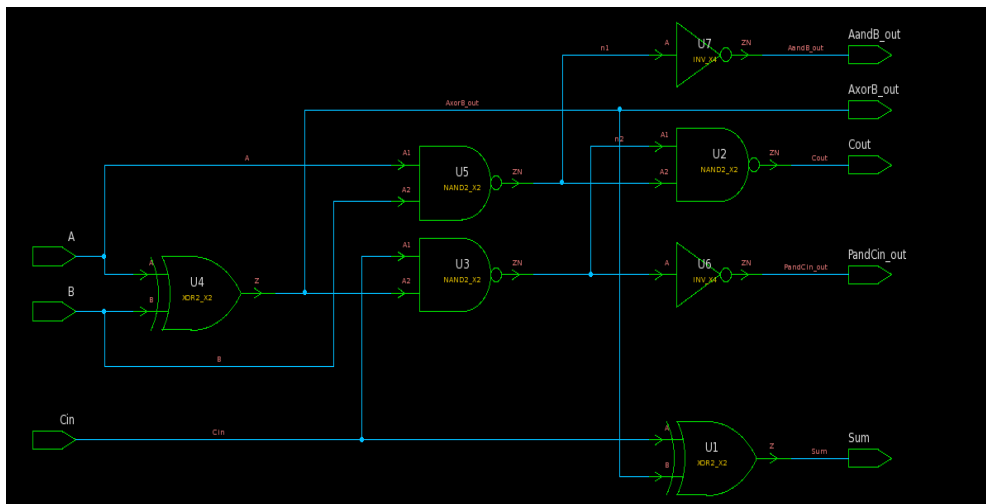 AandB_out
A
U7
INV_X4
ZN
AandB_out
n1
AxorB_out
AxorB_out
n2
A1
U2
NAND2_X2
ZN
Cout
Cout
A2
A
A1
U5
NAND2_X2
ZN
A2
A
A
U4
XOR2_X2
Z
B
B
A1
U3
NAND2_X2
ZN
A2
A
U6
INV_X4
ZN
PandCin_out
PandCin_out
B
Cin
Cin
A
U1
XOR2_X2
Z
Sum
Sum
B